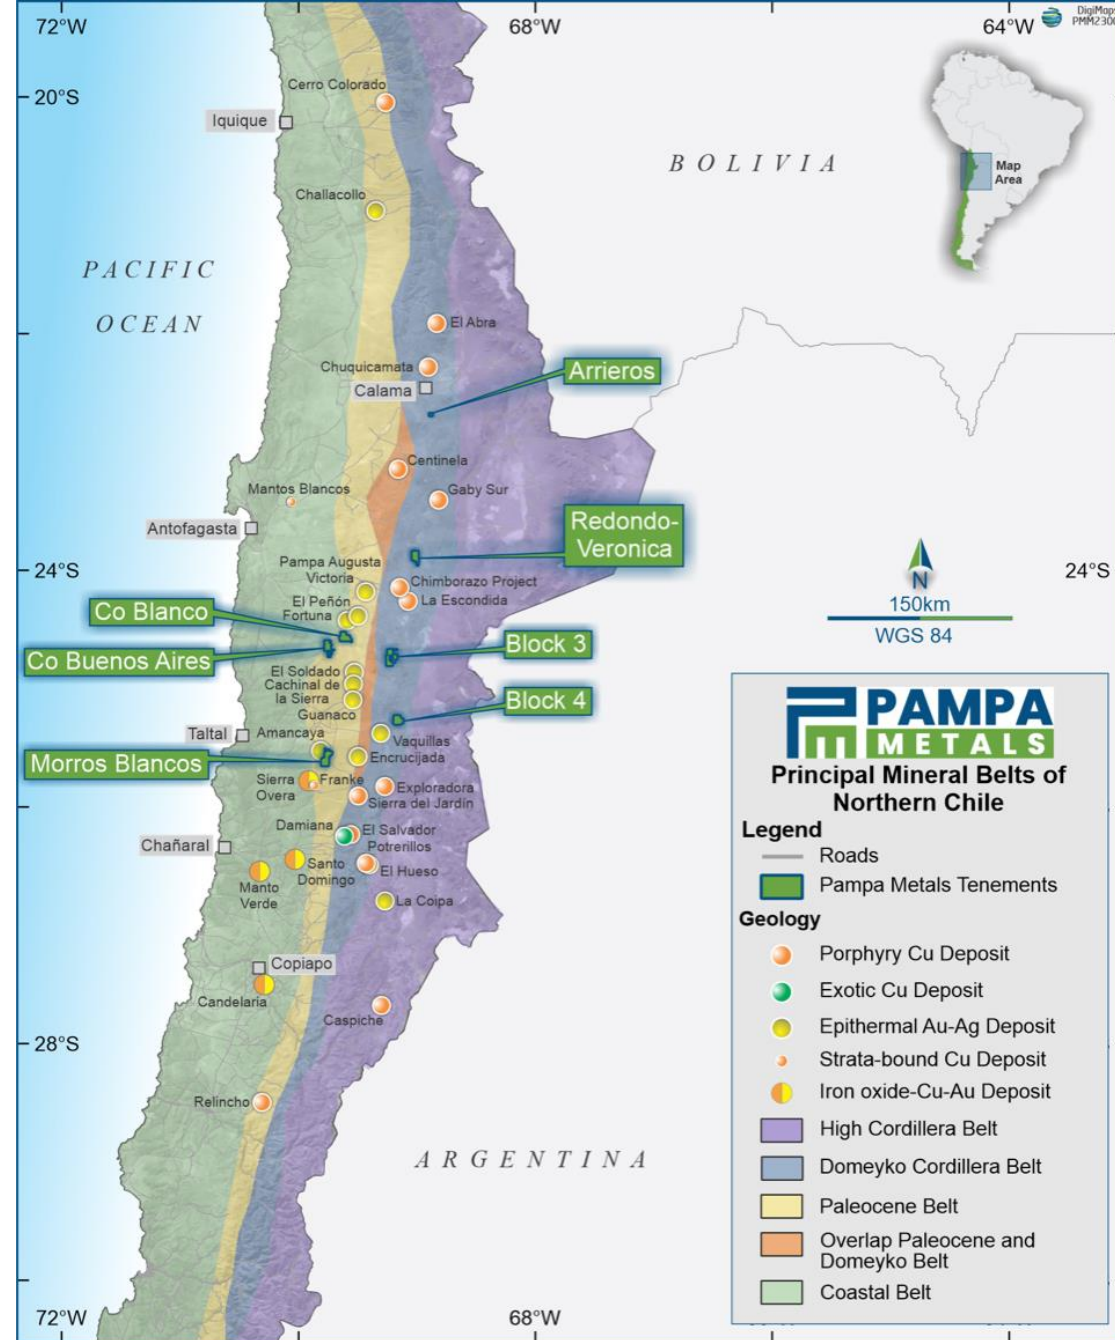 72°W
68°W
64°W
DigiMaps
PMM2300
20°S
Cerro Colorado
Iquique
BOLIVIA
Map
Area
Challacollo
PACIFIC
OCEAN
El Abra
Chuquicamata
Arrieros
Calama
Centinela
Mantos Blancos
Gaby Sur
Antofagasta
Redondo-
Veronica
24°S
24°S
Pampa Augusta
Victoria
Chimborazo Project
La Escondida
El Peñón
Fortuna
N
150km
WGS 84
Co Blanco
Co Buenos Aires
Block 3
El Soldado
Cachinal de
la Sierra
Guanaco
Block 4
Taltal
Amancaya
Vaquillas
Encrucijada
Morros Blancos
Sierra
Overa
Franke
Exploradora
Sierra del Jardín
Damiana
El Salvador
Potrerillos
Chañaral
El Hueso
Santo
Domingo
Manto
Verde
La Coipa
Copiapo
Candelaria
Caspiche
28°S
Relincho
ARGENTINA
72°W
68°W
PAMPA
METALS
Principal Mineral Belts of
Northern Chile
Legend
Roads
Pampa Metals Tenements
Geology
Porphyry Cu Deposit
Exotic Cu Deposit
Epithermal Au-Ag Deposit
Strata-bound Cu Deposit
Iron oxide-Cu-Au Deposit
High Cordillera Belt
Domeyko Cordillera Belt
Paleocene Belt
Overlap Paleocene and
Domeyko Belt
Coastal Belt